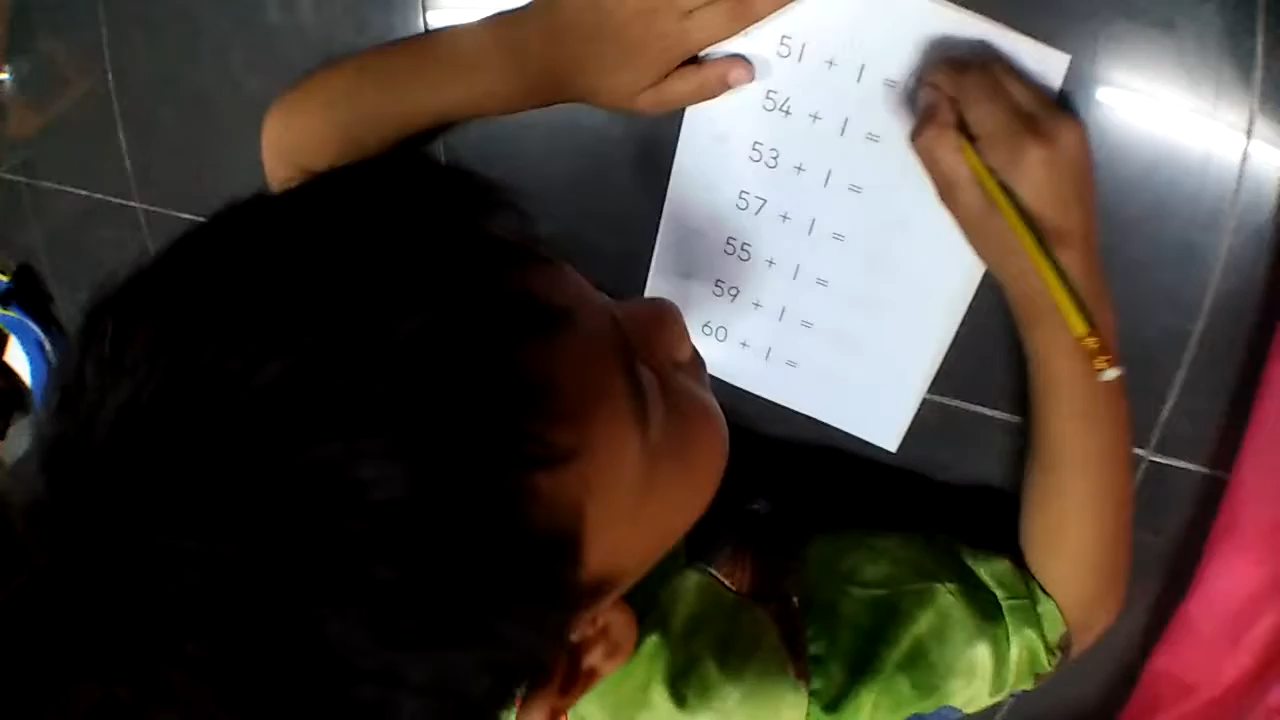 51 + 1 =
54 + 1 =
53 + 1 =
57 + 1 =
55 + 1 =
59 + 1 =
60 + 1 =